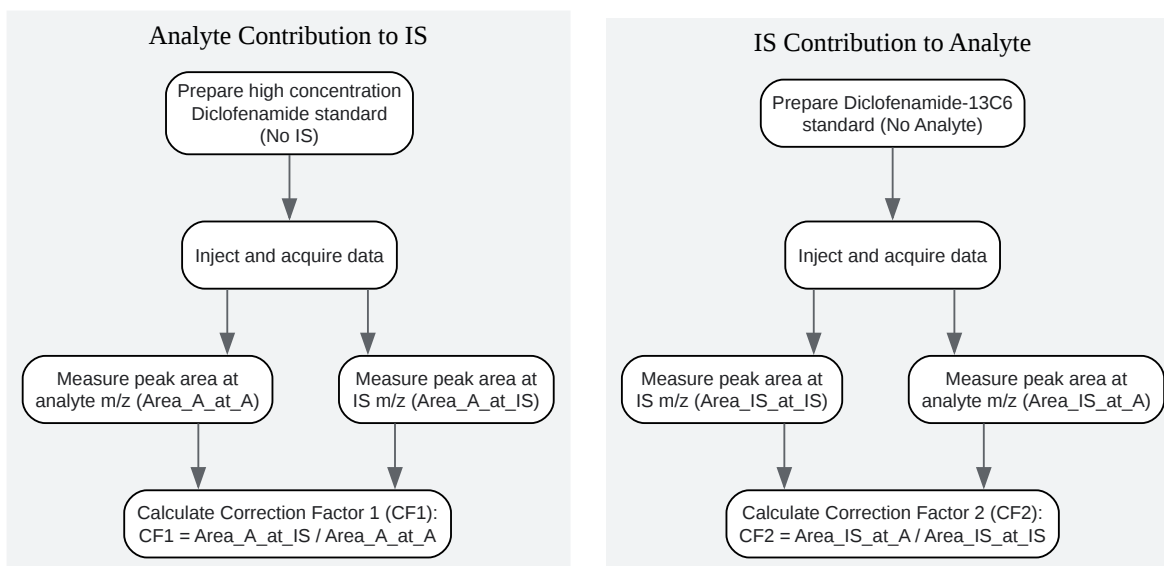 Analyte Contribution to IS
Prepare high concentration
Diclofenamide standard
(No IS)
Inject and acquire data
Measure peak area at
analyte m/z (Area_A_at_A)
Measure peak area at
IS m/z (Area_A_at_IS)
Calculate Correction Factor 1 (CF1):
CF1 = Area_A_at_IS / Area_A_at_A
IS Contribution to Analyte
Prepare Diclofenamide-13C6
standard (No Analyte)
Inject and acquire data
Measure peak area at
IS m/z (Area_IS_at_IS)
Measure peak area at
analyte m/z (Area_IS_at_A)
Calculate Correction Factor 2 (CF2):
CF2 = Area_IS_at_A / Area_IS_at_IS